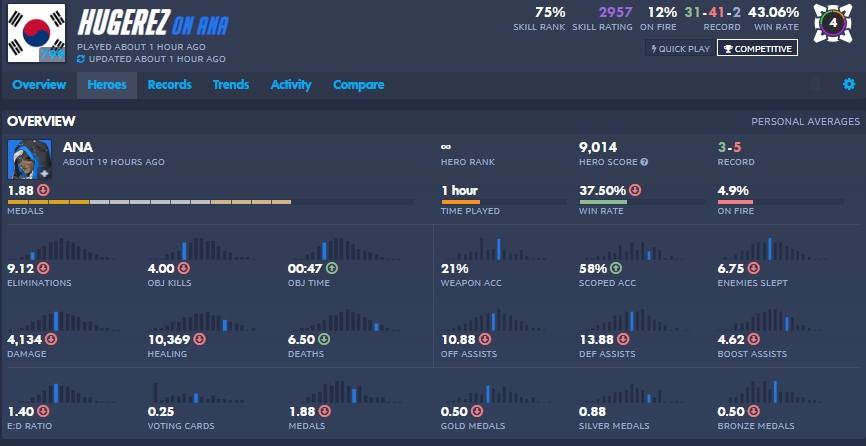 HUGEREZ ON ANA
PLAYED ABOUT 1 HOUR AGO
UPDATED ABOUT 1 HOUR AGO
799
75%
SKILL RANK
2957
SKILL RATING
12%
ON FIRE
31-41-2
RECORD
43.06%
WIN RATE
4
QUICK PLAY
COMPETITIVE
Overview Heroes Records Trends Activity Compare
OVERVIEW
PERSONAL AVERAGES
ANA
ABOUT 19 HOURS AGO
∞
HERO RANK
9,014
HERO SCORE
3-5
RECORD
1.88
MEDALS
1 hour
TIME PLAYED
37.50%
WIN RATE
4.9%
ON FIRE
9.12
ELIMINATIONS
4.00
OBJ KILLS
00:47
OBJ TIME
21%
WEAPON ACC
58%
SCOPED ACC
6.75
ENEMIES SLEPT
4,134
DAMAGE
10,369
HEALING
6.50
DEATHS
10.88
OFF ASSISTS
13.88
DEF ASSISTS
4.62
BOOST ASSISTS
1.40
E:D RATIO
0.25
VOTING CARDS
1.88
MEDALS
0.50
GOLD MEDALS
0.88
SILVER MEDALS
0.50
BRONZE MEDALS